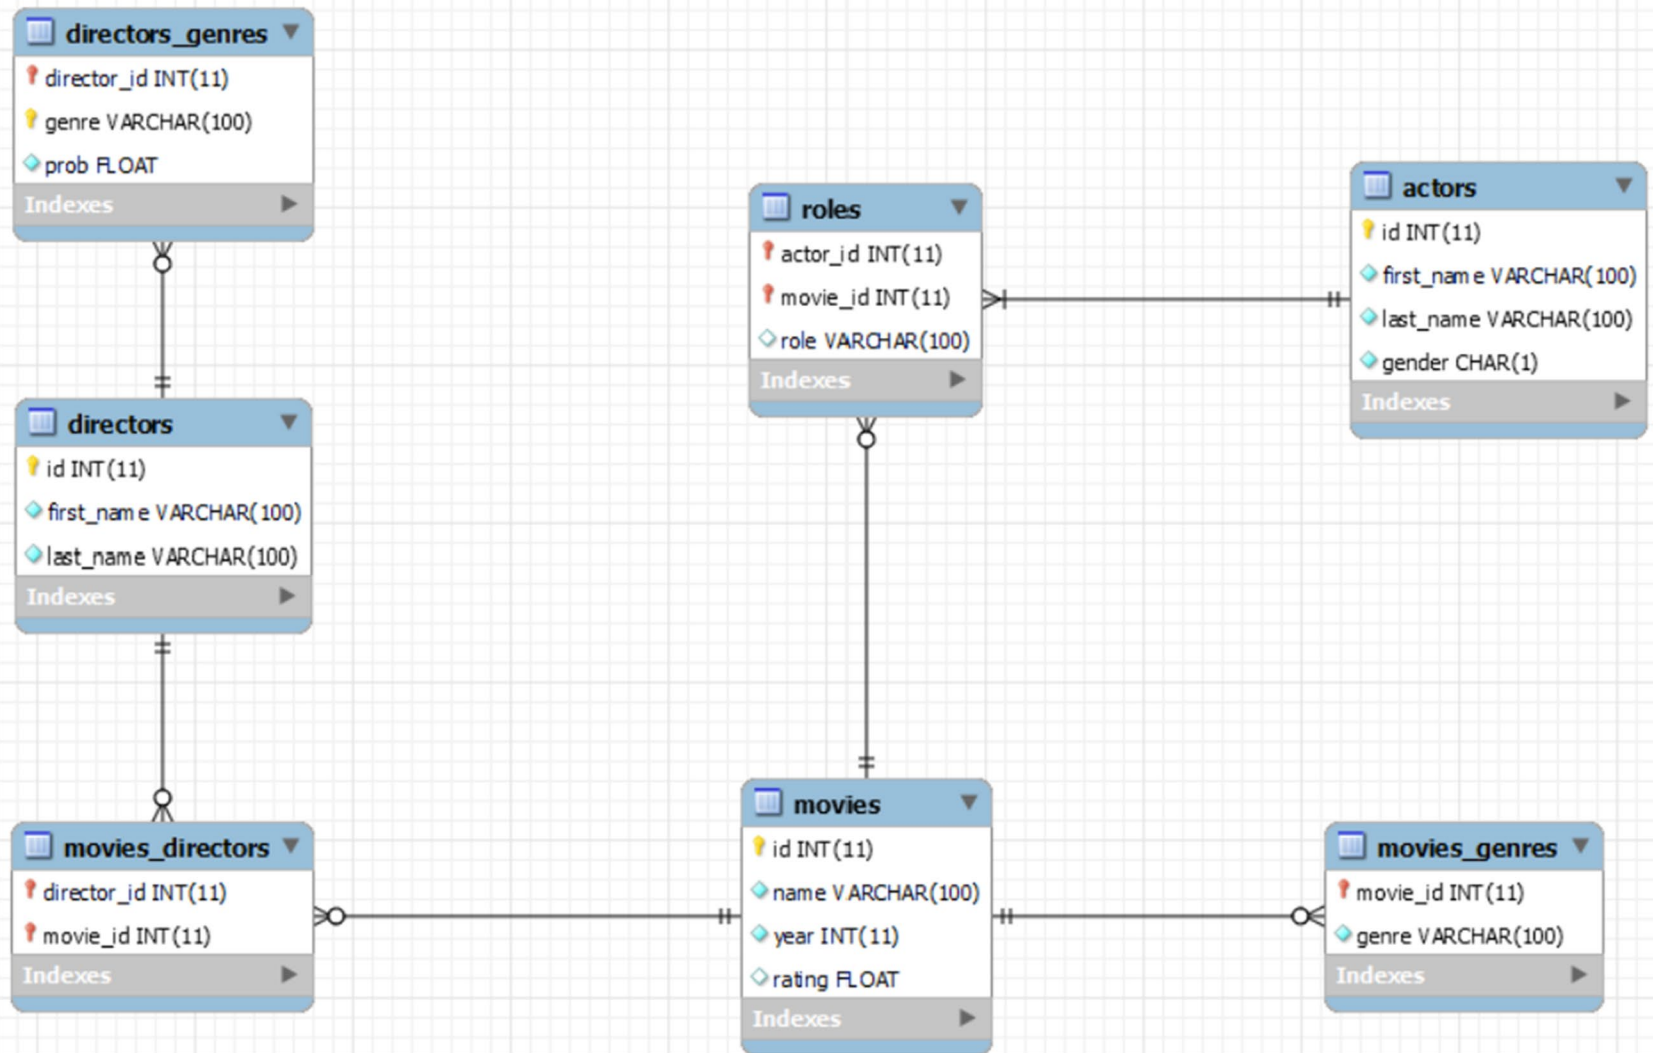 directors_genres
director_id INT(11)
genre VARCHAR(100)
prob FLOAT
Indexes
directors
id INT(11)
first_name VARCHAR(100)
last_name VARCHAR(100)
Indexes
movies_directors
director_id INT(11)
movie_id INT(11)
Indexes
roles
actor_id INT(11)
movie_id INT(11)
role VARCHAR(100)
Indexes
movies
id INT(11)
name VARCHAR(100)
year INT(11)
rating FLOAT
Indexes
actors
id INT(11)
first_name VARCHAR(100)
last_name VARCHAR(100)
gender CHAR(1)
Indexes
movies_genres
movie_id INT(11)
genre VARCHAR(100)
Indexes